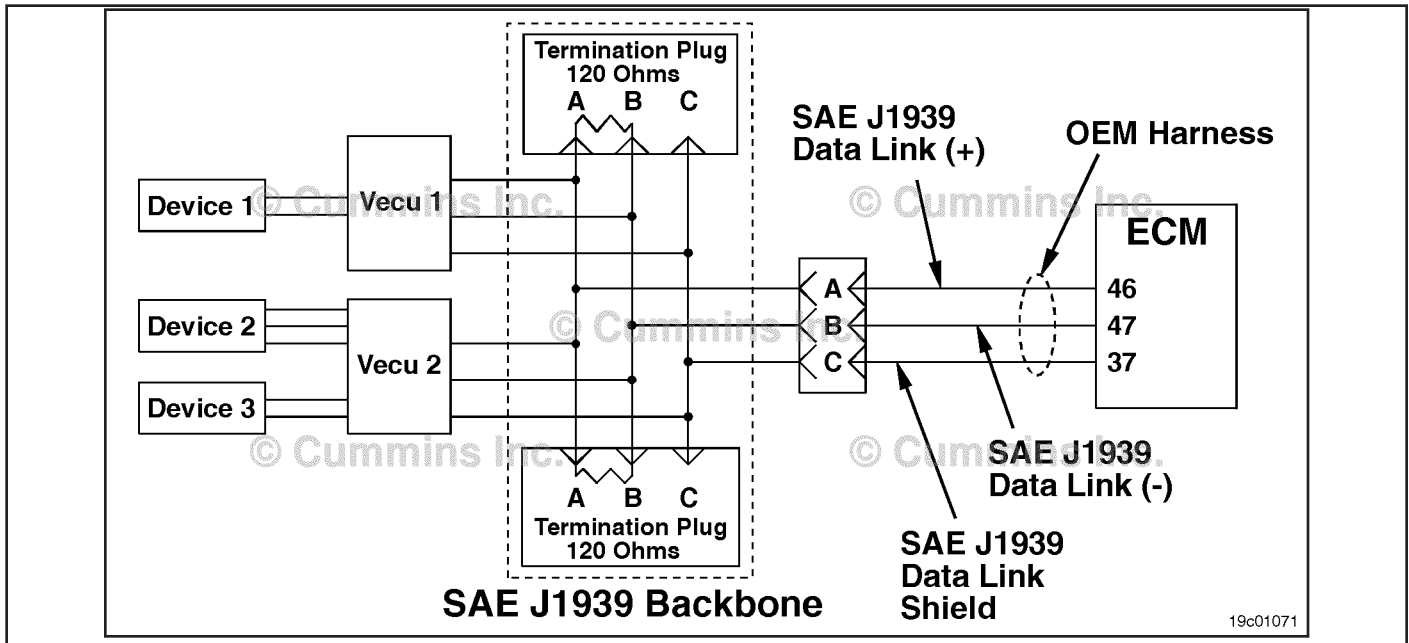 Termination Plug
120 Ohms
A B C
SAE J1939
Data Link (+)
OEM Harness
Device 1
Vecu 1
© Cummins Inc.
© Cummins Inc.
ECM
A
46
Device 2
Vecu 2
© Cummins Inc.
B
47
C
37
Device 3
© Cummins Inc.
© Cummins Inc.
SAE J1939
Data Link (-)
A B C
Termination Plug
120 Ohms
SAE J1939
Data Link
Shield
SAE J1939 Backbone
19c01071